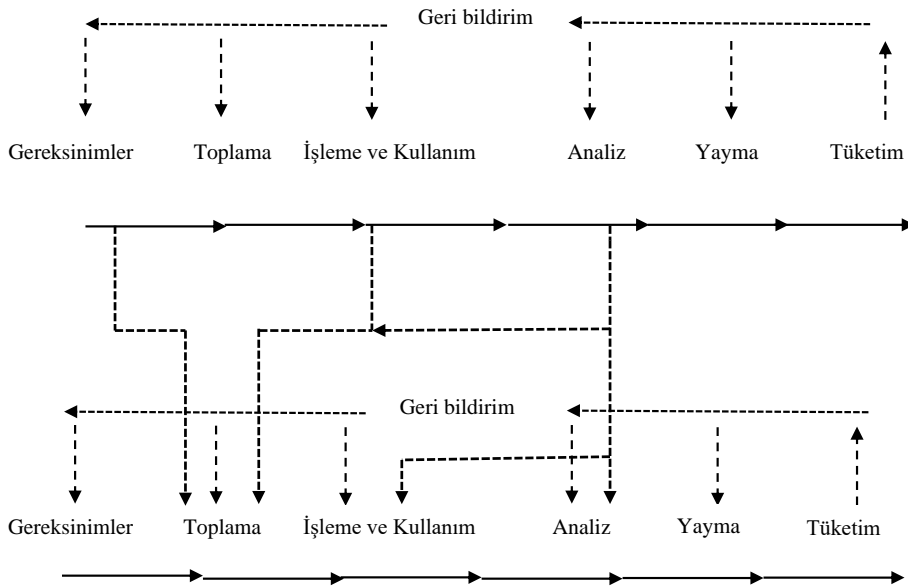 Geri bildirim
Gereksinimler Toplama İşleme ve Kullanım Analiz Yayma Tüketim
Geri bildirim
Gereksinimler Toplama İşleme ve Kullanım Analiz Yayma Tüketim